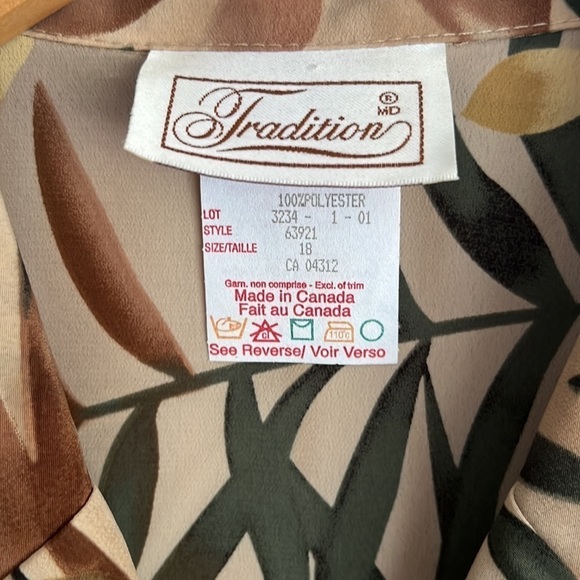 Tradition ® MD
100%POLYESTER
LOT 3234 - 1 - 01
STYLE 63921
SIZE/TAILLE 18
CA 04312
Garn. non comprise - Excl. of trim
Made in Canada
Fait au Canada
cl 110c
See Reverse/ Voir Verso